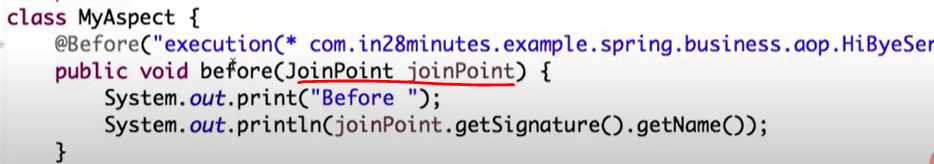 class MyAspect {
@Before("execution(* com.in28minutes.example.spring.business.aop.HiByeSer
public void before(JoinPoint joinPoint) {
System.out.print("Before ");
System.out.println(joinPoint.getSignature().getName());
}